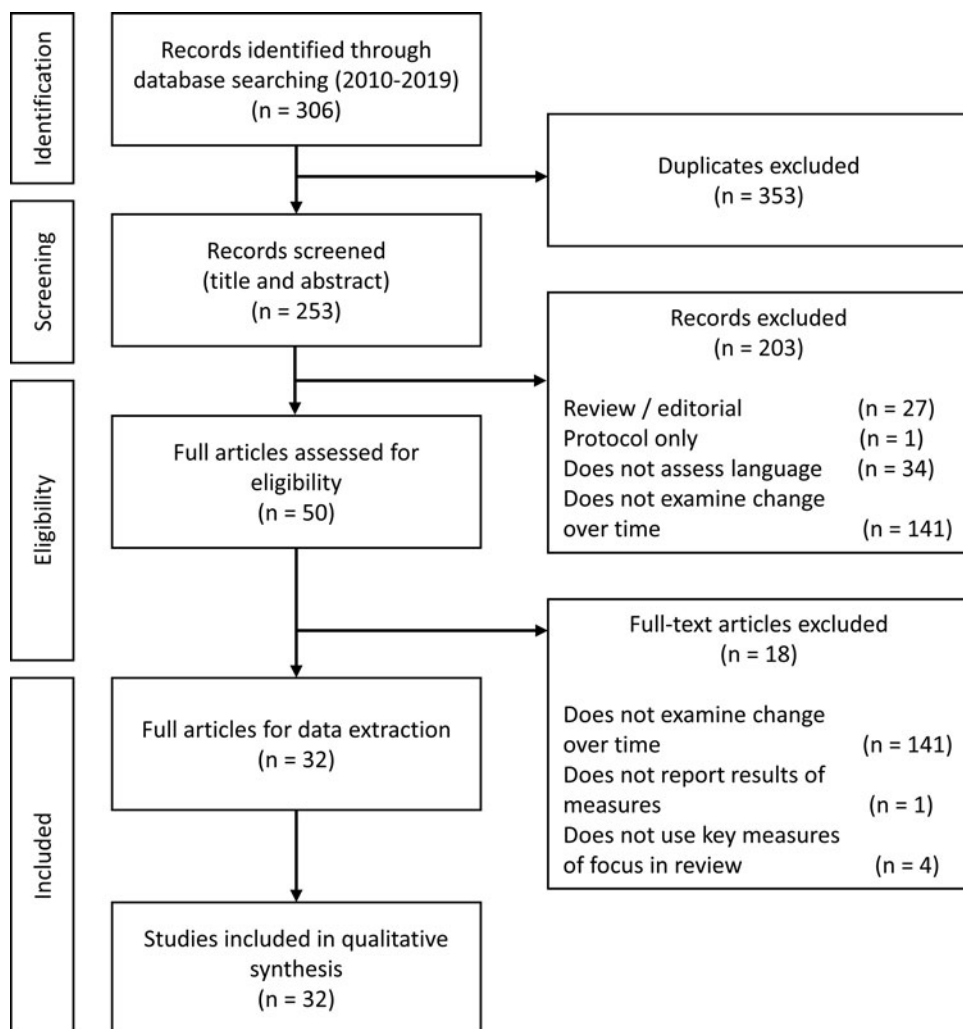 Identification
Records identified through
database searching (2010-2019)
(n = 306)
Duplicates excluded
(n = 353)
Screening
Records screened
(title and abstract)
(n = 253)
Records excluded
(n = 203)
Review / editorial (n = 27)
Protocol only (n = 1)
Does not assess language (n = 34)
Does not examine change
over time (n = 141)
Eligibility
Full articles assessed for
eligibility
(n = 50)
Full-text articles excluded
(n = 18)
Does not examine change
over time (n = 141)
Does not report results of
measures (n = 1)
Does not use key measures
of focus in review (n = 4)
Included
Full articles for data extraction
(n = 32)
Studies included in qualitative
synthesis
(n = 32)